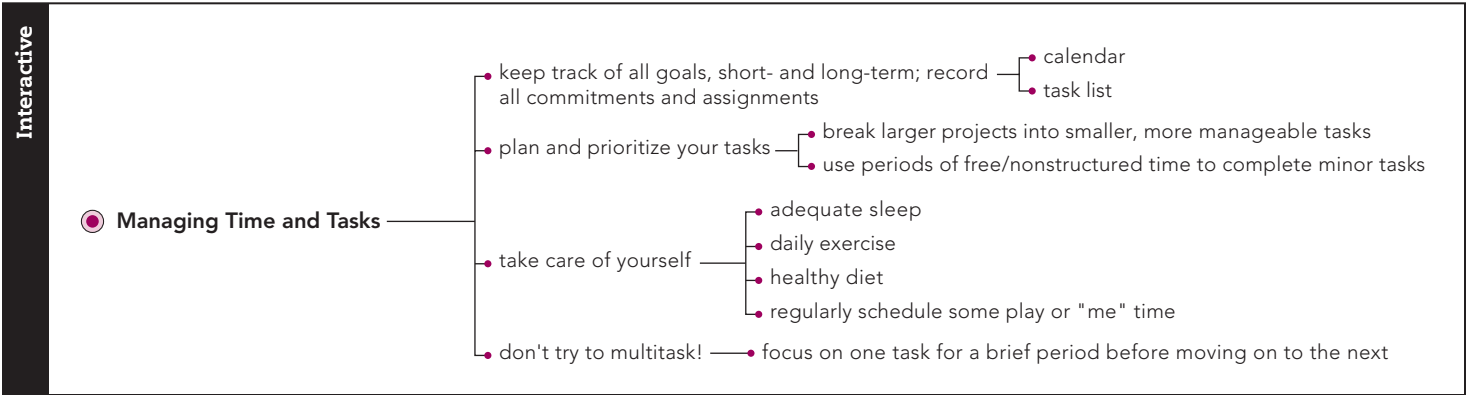 Interactive
Managing Time and Tasks
keep track of all goals, short- and long-term; record
all commitments and assignments
calendar
task list
plan and prioritize your tasks
break larger projects into smaller, more manageable tasks
use periods of free/nonstructured time to complete minor tasks
take care of yourself
adequate sleep
daily exercise
healthy diet
regularly schedule some play or "me" time
don't try to multitask!
focus on one task for a brief period before moving on to the next